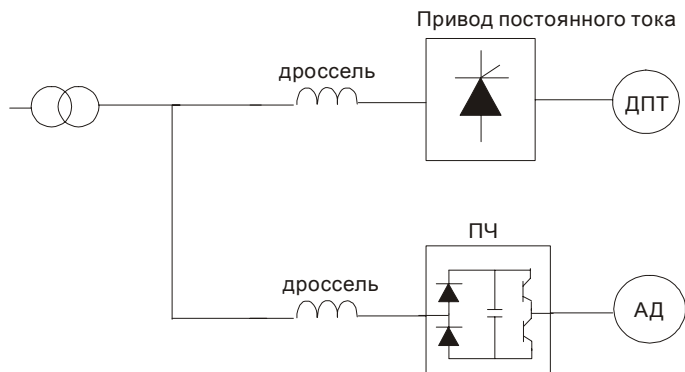 Привод постоянного тока
дроссель
ДПТ
ПЧ
дроссель
АД